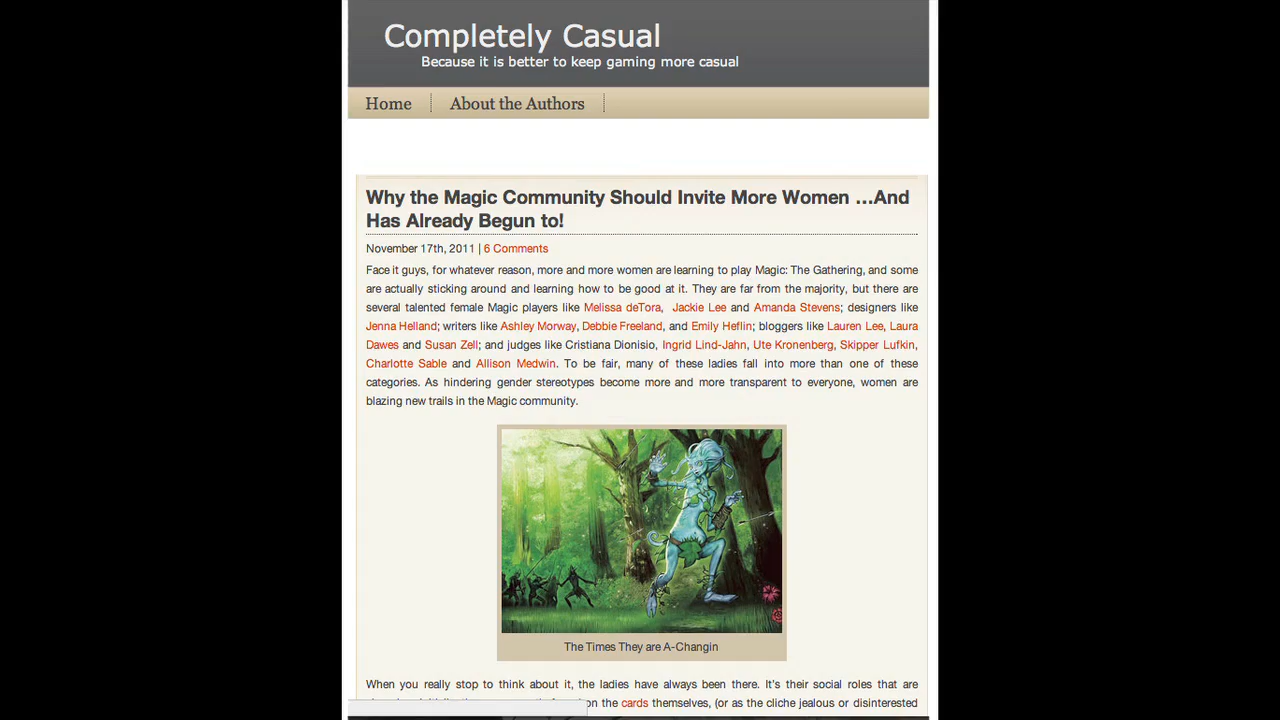 Completely Casual
Because it is better to keep gaming more casual
Home
About the Authors
Why the Magic Community Should Invite More Women …And
Has Already Begun to!
November 17th, 2011 | 6 Comments
Face it guys, for whatever reason, more and more women are learning to play Magic: The Gathering, and some
are actually sticking around and learning how to be good at it. They are far from the majority, but there are
several talented female Magic players like Melissa deTora, Jackie Lee and Amanda Stevens; designers like
Jenna Helland; writers like Ashley Morway, Debbie Freeland, and Emily Heflin; bloggers like Lauren Lee, Laura
Dawes and Susan Zell; and judges like Cristiana Dionisio, Ingrid Lind-Jahn, Ute Kronenberg, Skipper Lufkin,
Charlotte Sable and Allison Medwin. To be fair, many of these ladies fall into more than one of these
categories. As hindering gender stereotypes become more and more transparent to everyone, women are
blazing new trails in the Magic community.
The Times They are A-Changin
When you really stop to think about it, the ladies have always been there. It's their social roles that are
on the cards themselves, (or as the cliche jealous or disinterested